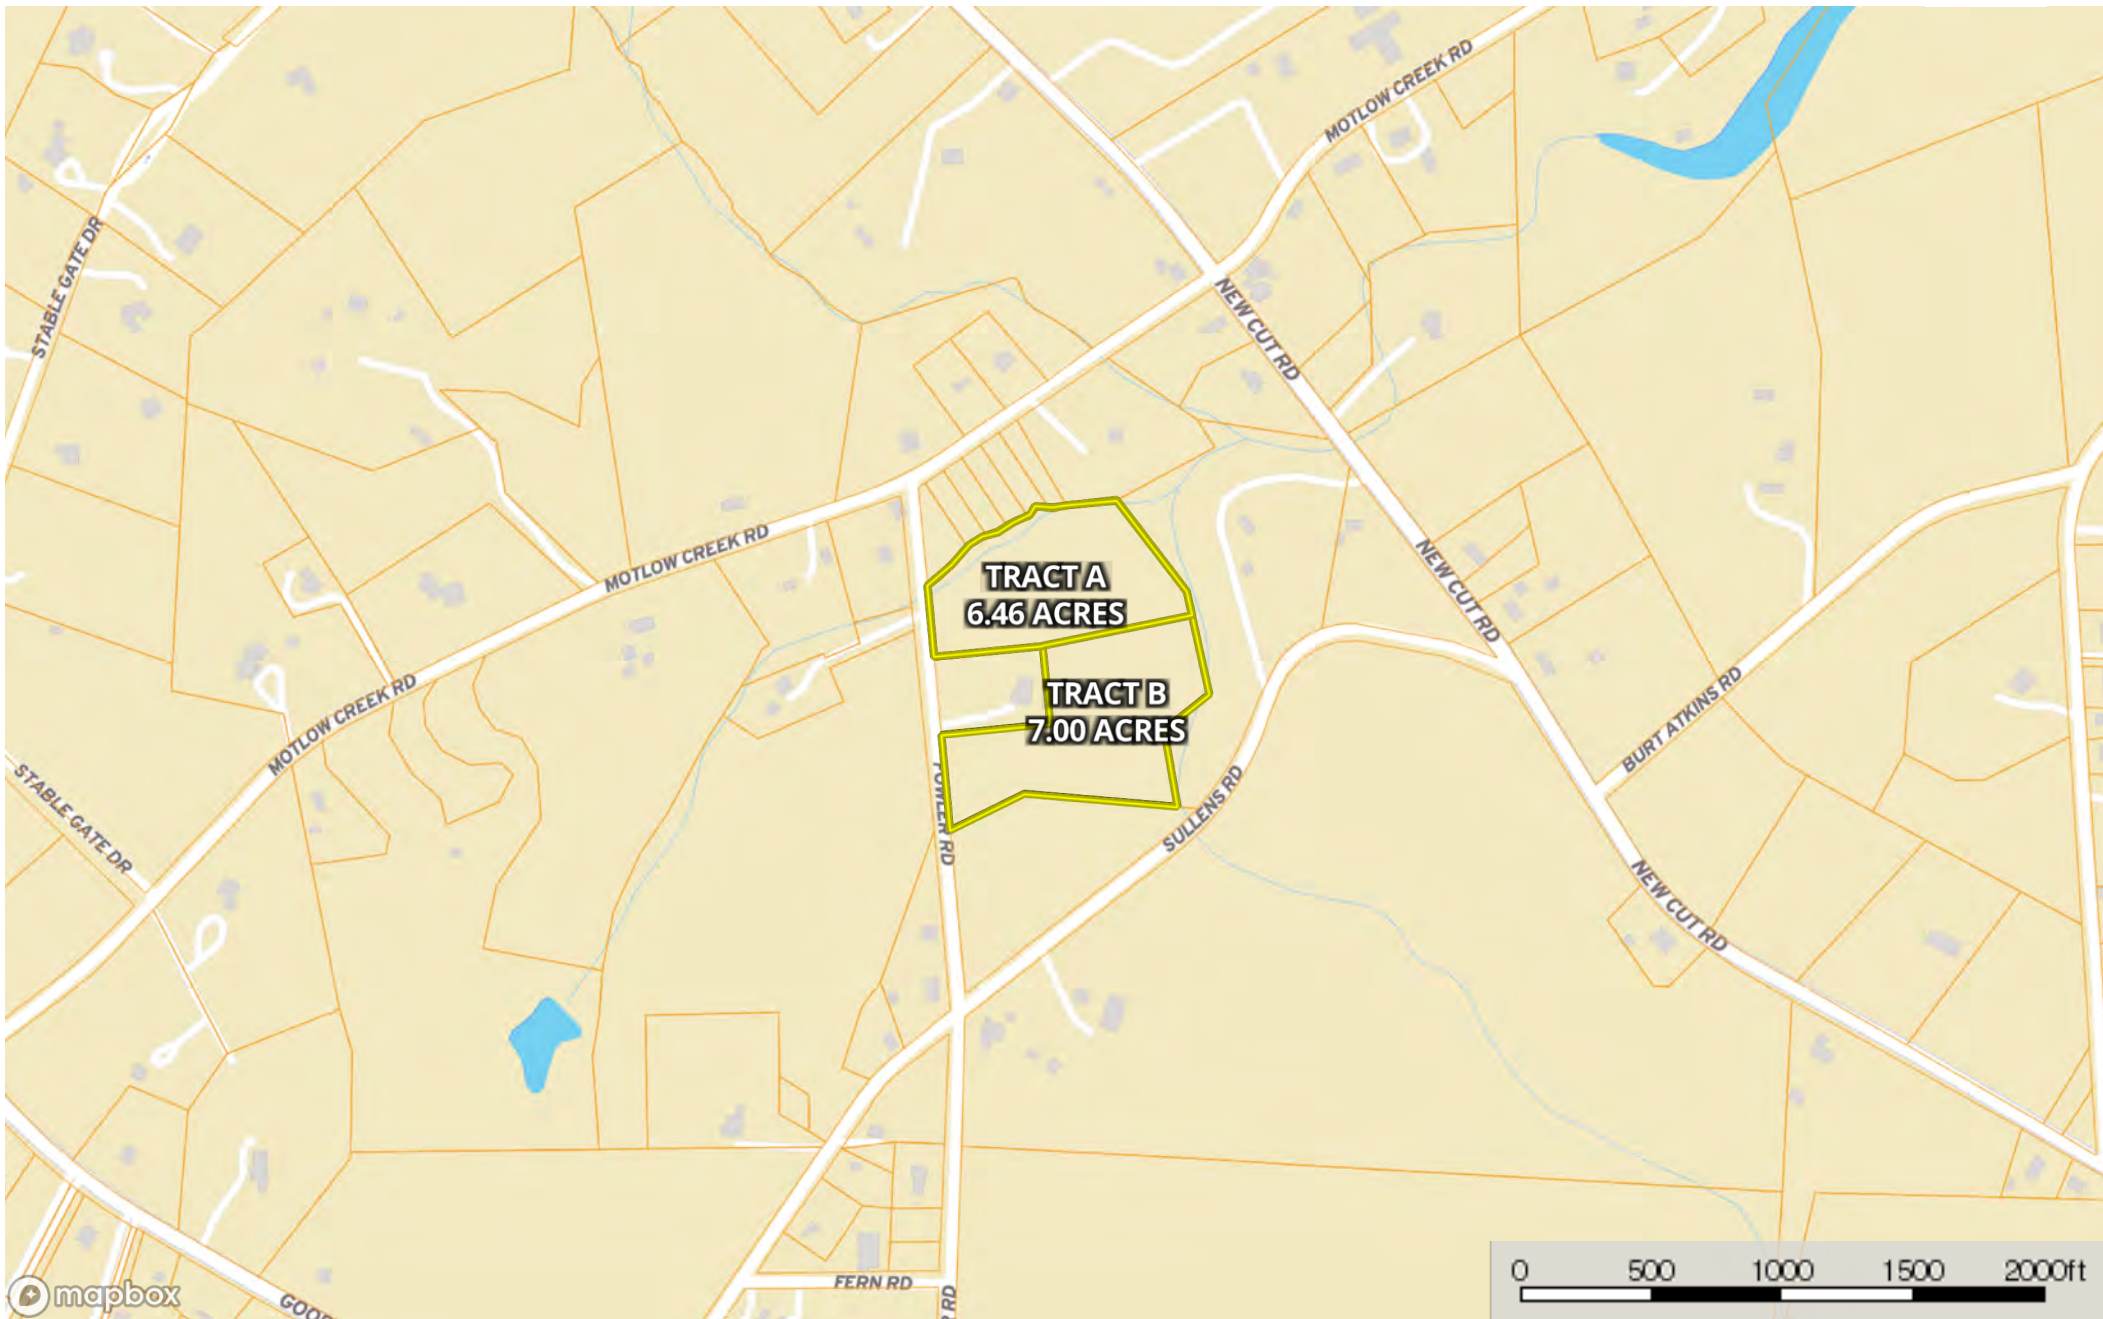 MOTLOW CREEK RD
STABLE GATE DR
NEW CUT RD
MOTLOW CREEK RD
NEW CUT RD
TRACT A
6.46 ACRES
TRACT B
7.00 ACRES
MOTLOW CREEK RD
BURT ATKINS RD
STABLE GATE DR
FOWLER RD
SULLENS RD
NEW CUT RD
FERN RD
RD
0 500 1000 1500 2000ft
mapbox